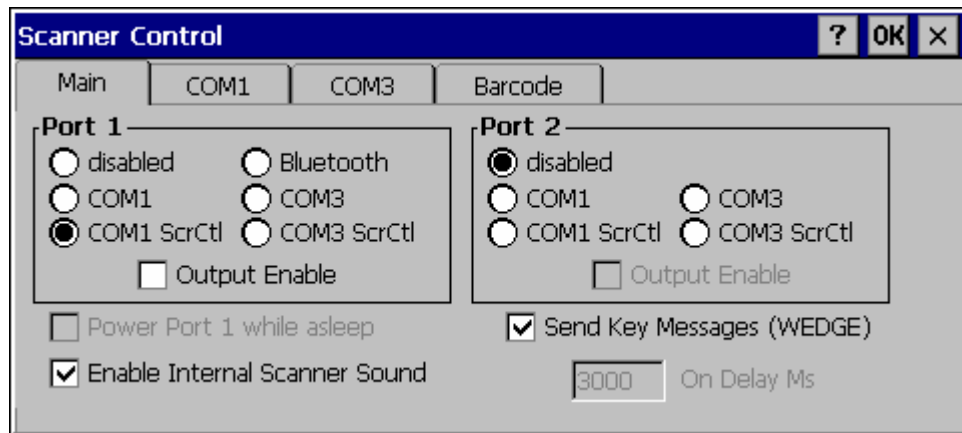 Scanner Control ? OK ×
Main COM1 COM3 Barcode
Port 1
disabled Bluetooth
COM1 COM3
COM1 ScrCtl COM3 ScrCtl
Output Enable
Port 2
disabled
COM1 COM3
COM1 ScrCtl COM3 ScrCtl
Output Enable
Power Port 1 while asleep
Send Key Messages (WEDGE)
Enable Internal Scanner Sound
3000 On Delay Ms